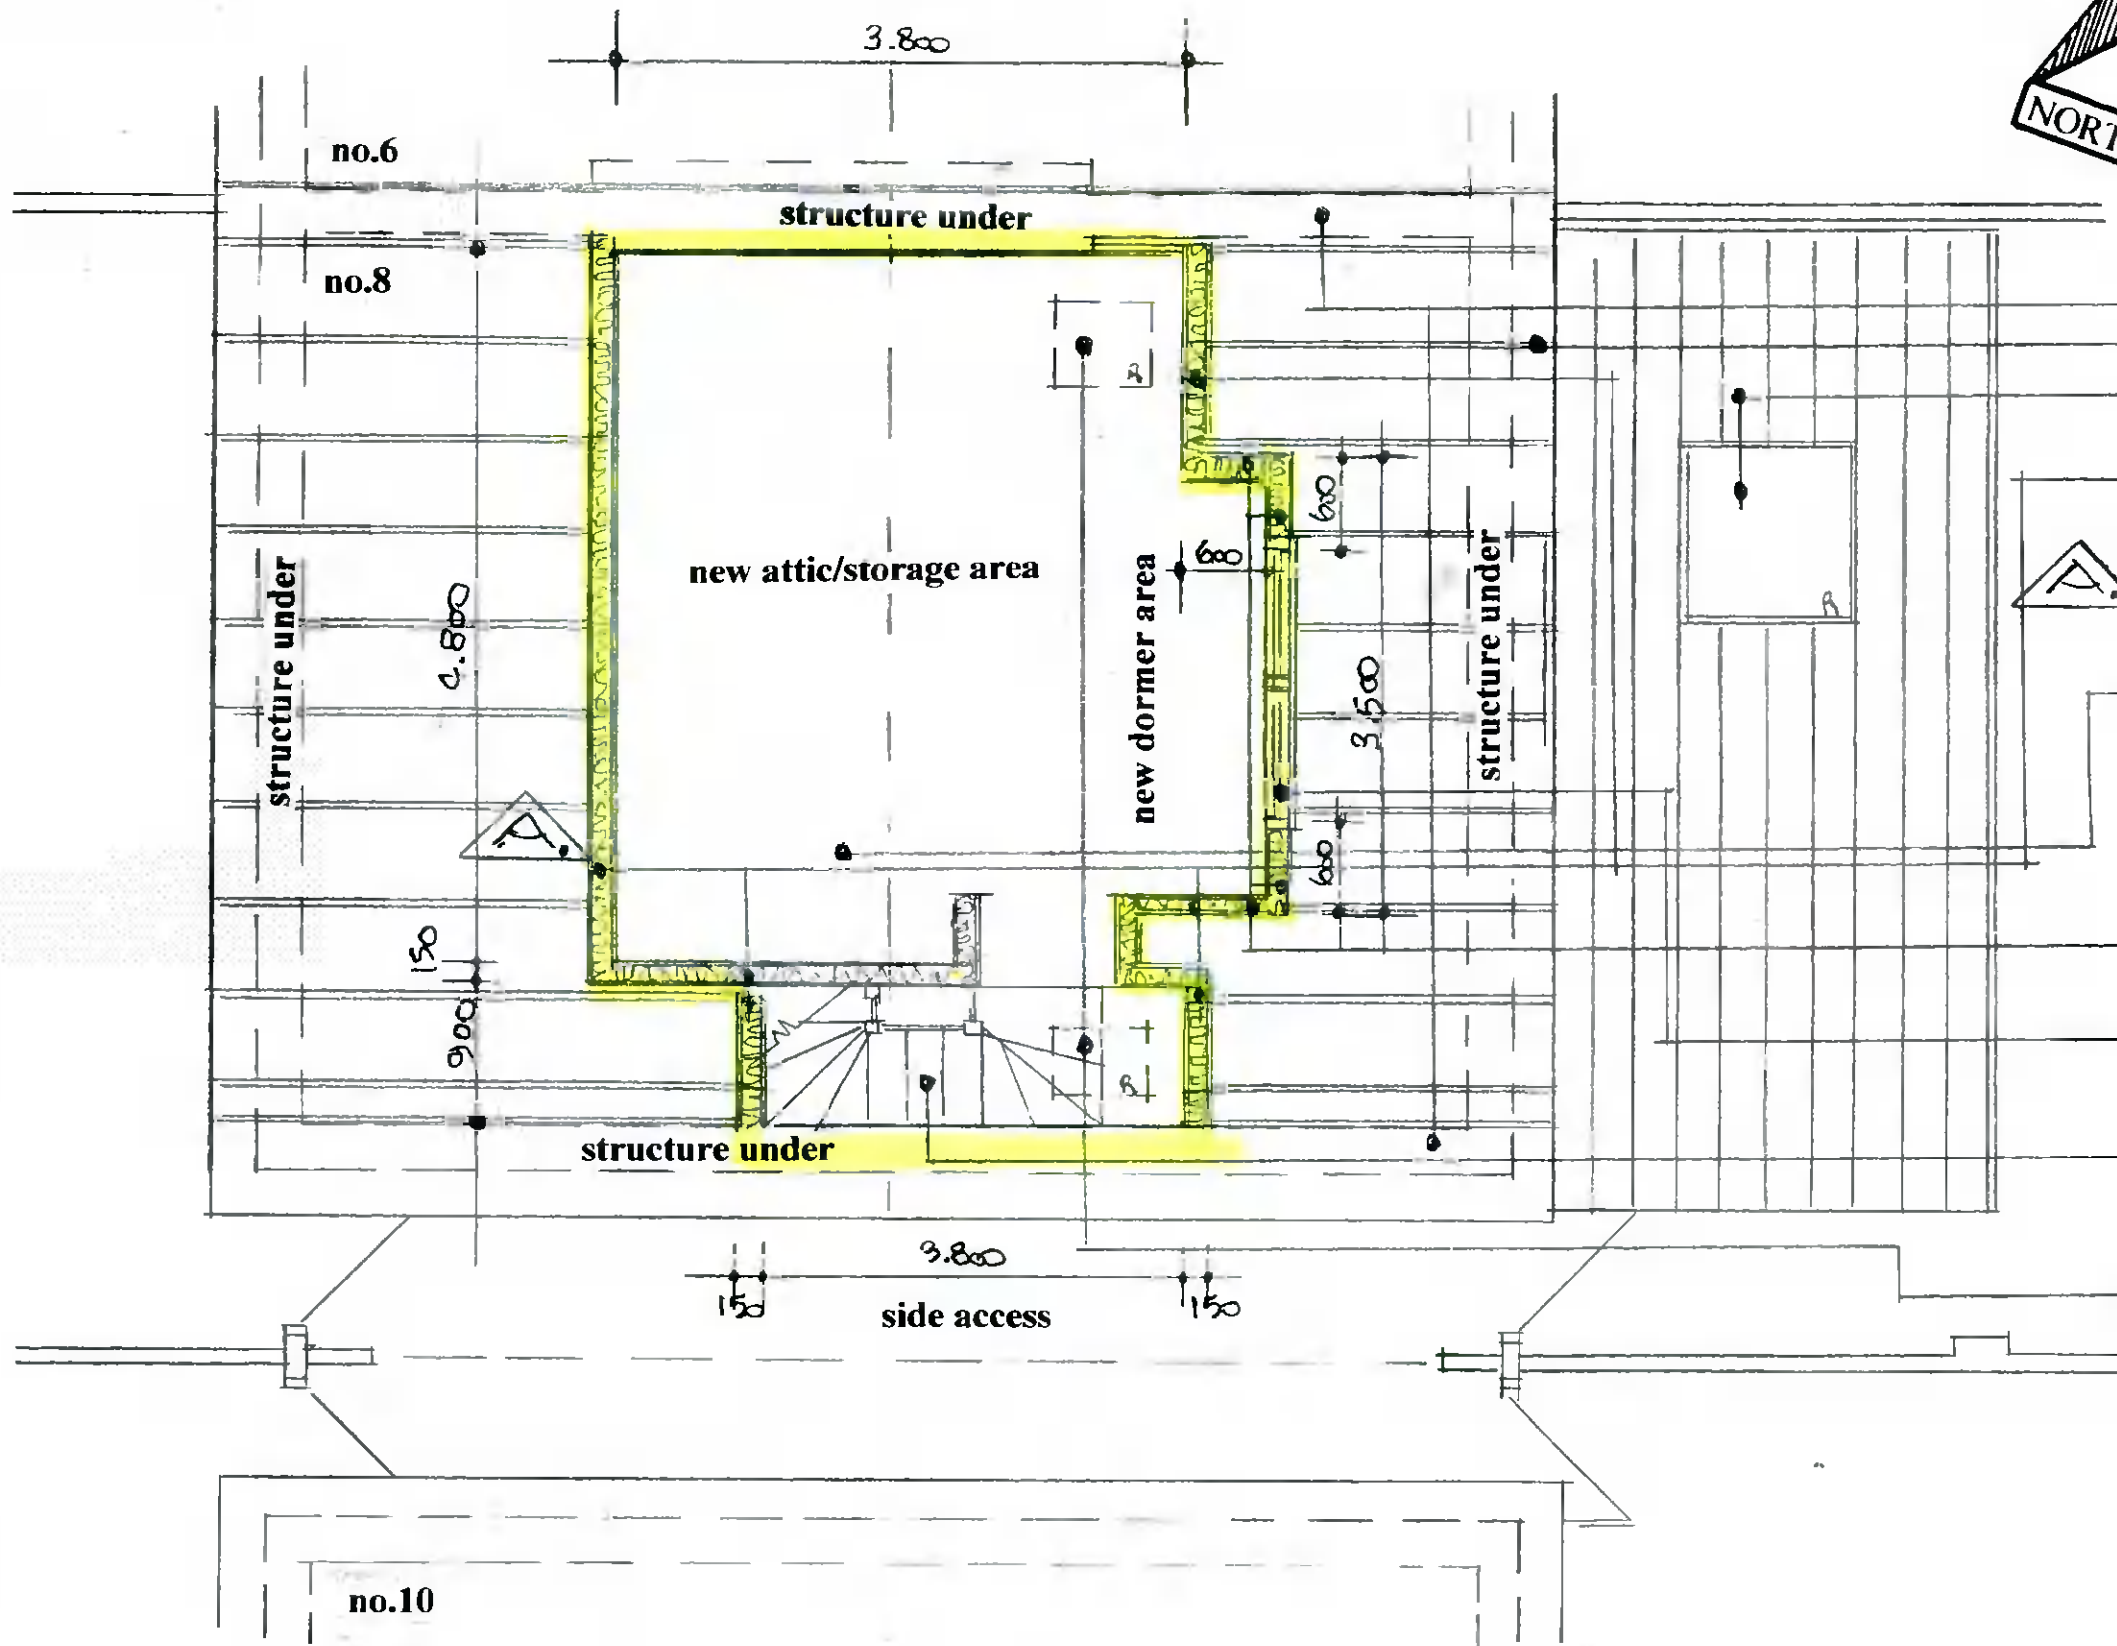 3.800
NORT
no.6
structure under
no.8
R
600
new attic/storage area
600
structure under
structure under
4.800
new dormer area
3,500
R
A.
A.
600
150
900
R
structure under
3.800
150
150
side access
no.10